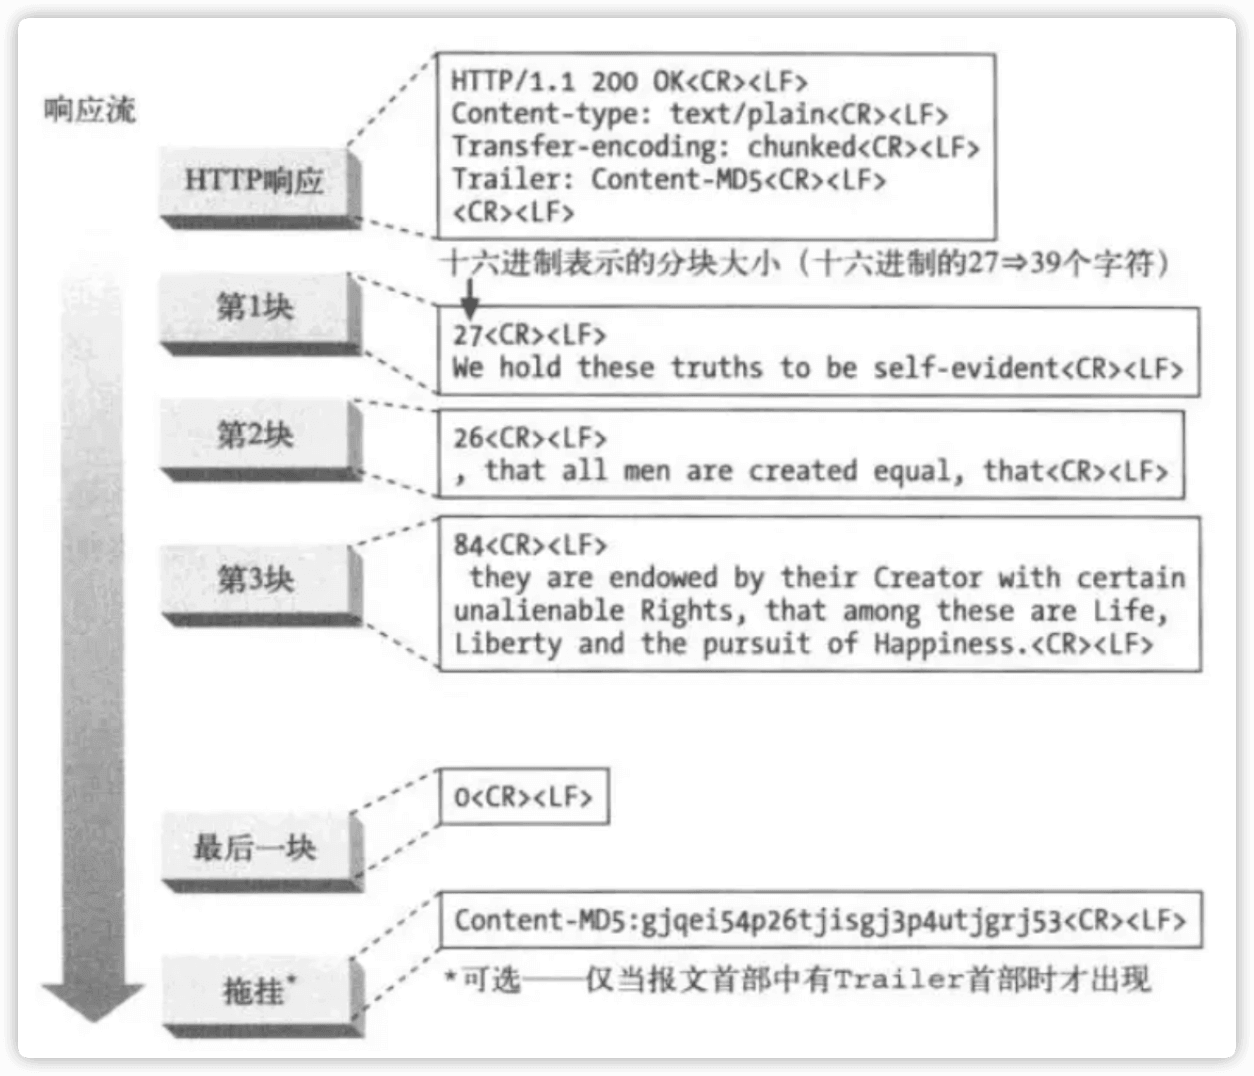 响应流
HTTP响应
HTTP/1.1 200 OK<CR><LF>
Content-type: text/plain<CR><LF>
Transfer-encoding: chunked<CR><LF>
Trailer: Content-MD5<CR><LF>
<CR><LF>
十六进制表示的分块大小（十六进制的27⇒39个字符）
第1块
27<CR><LF>
We hold these truths to be self-evident<CR><LF>
第2块
26<CR><LF>
, that all men are created equal, that<CR><LF>
第3块
84<CR><LF>
they are endowed by their Creator with certain
unalienable Rights, that among these are Life,
Liberty and the pursuit of Happiness.<CR><LF>
最后一块
0<CR><LF>
拖挂*
Content-MD5:gjqei54p26tjisgj3p4utjgrj53<CR><LF>
*可选——仅当报文首部中有Trailer首部时才出现